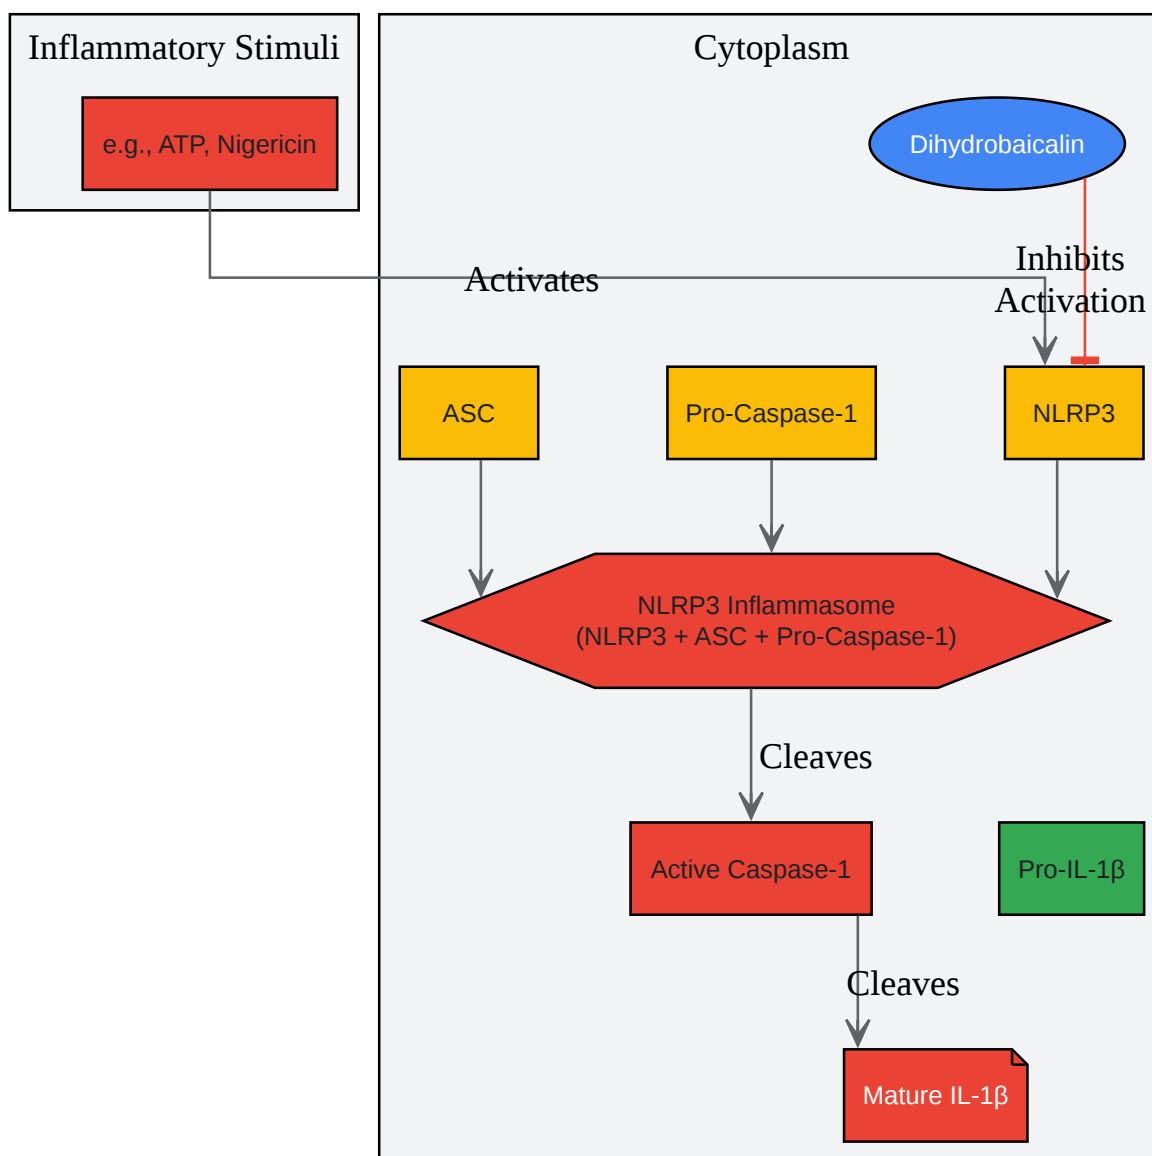 Inflammatory Stimuli
Cytoplasm
e.g., ATP, Nigericin
Dihydrobaicalin
Activates
Inhibits
Activation
ASC
Pro-Caspase-1
NLRP3
NLRP3 Inflammasome
(NLRP3 + ASC + Pro-Caspase-1)
Cleaves
Active Caspase-1
Pro-IL-1β
Cleaves
Mature IL-1β